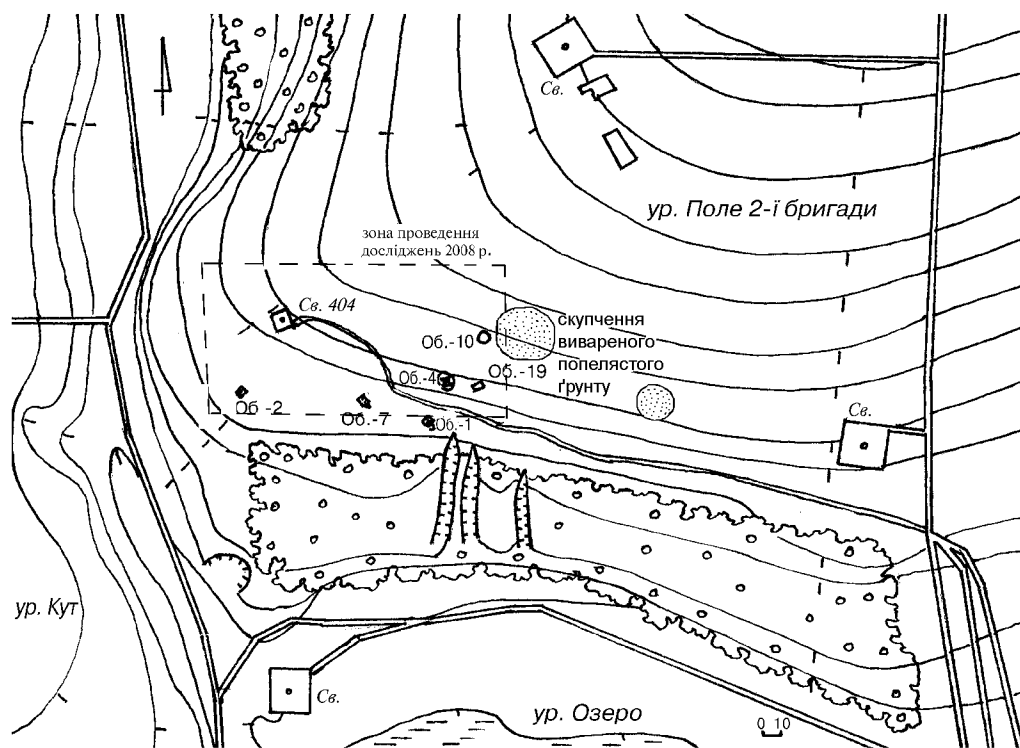 Св.
ур. Поле 2-ї бригади
зона проведення
досліджень 2008 р.
Св. 404
скупчення
вивареного
попелястого
ґрунту
Об.-10
Об.-19
Об.-4
Об.-2
Об.-7
Об.-1
Св.
ур. Кут
Св.
ур. Озеро
0 10